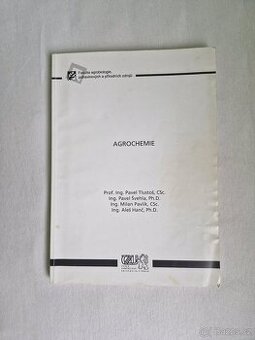 Fakulta agrobiologie,
potravinových a přírodních zdrojů
AGROCHEMIE
Prof. Ing. Pavel Tlustoš, CSc.
Ing. Pavel Švehla, Ph.D.
Ing. Milan Pavlík, CSc.
Ing. Aleš Hanč, Ph.D.